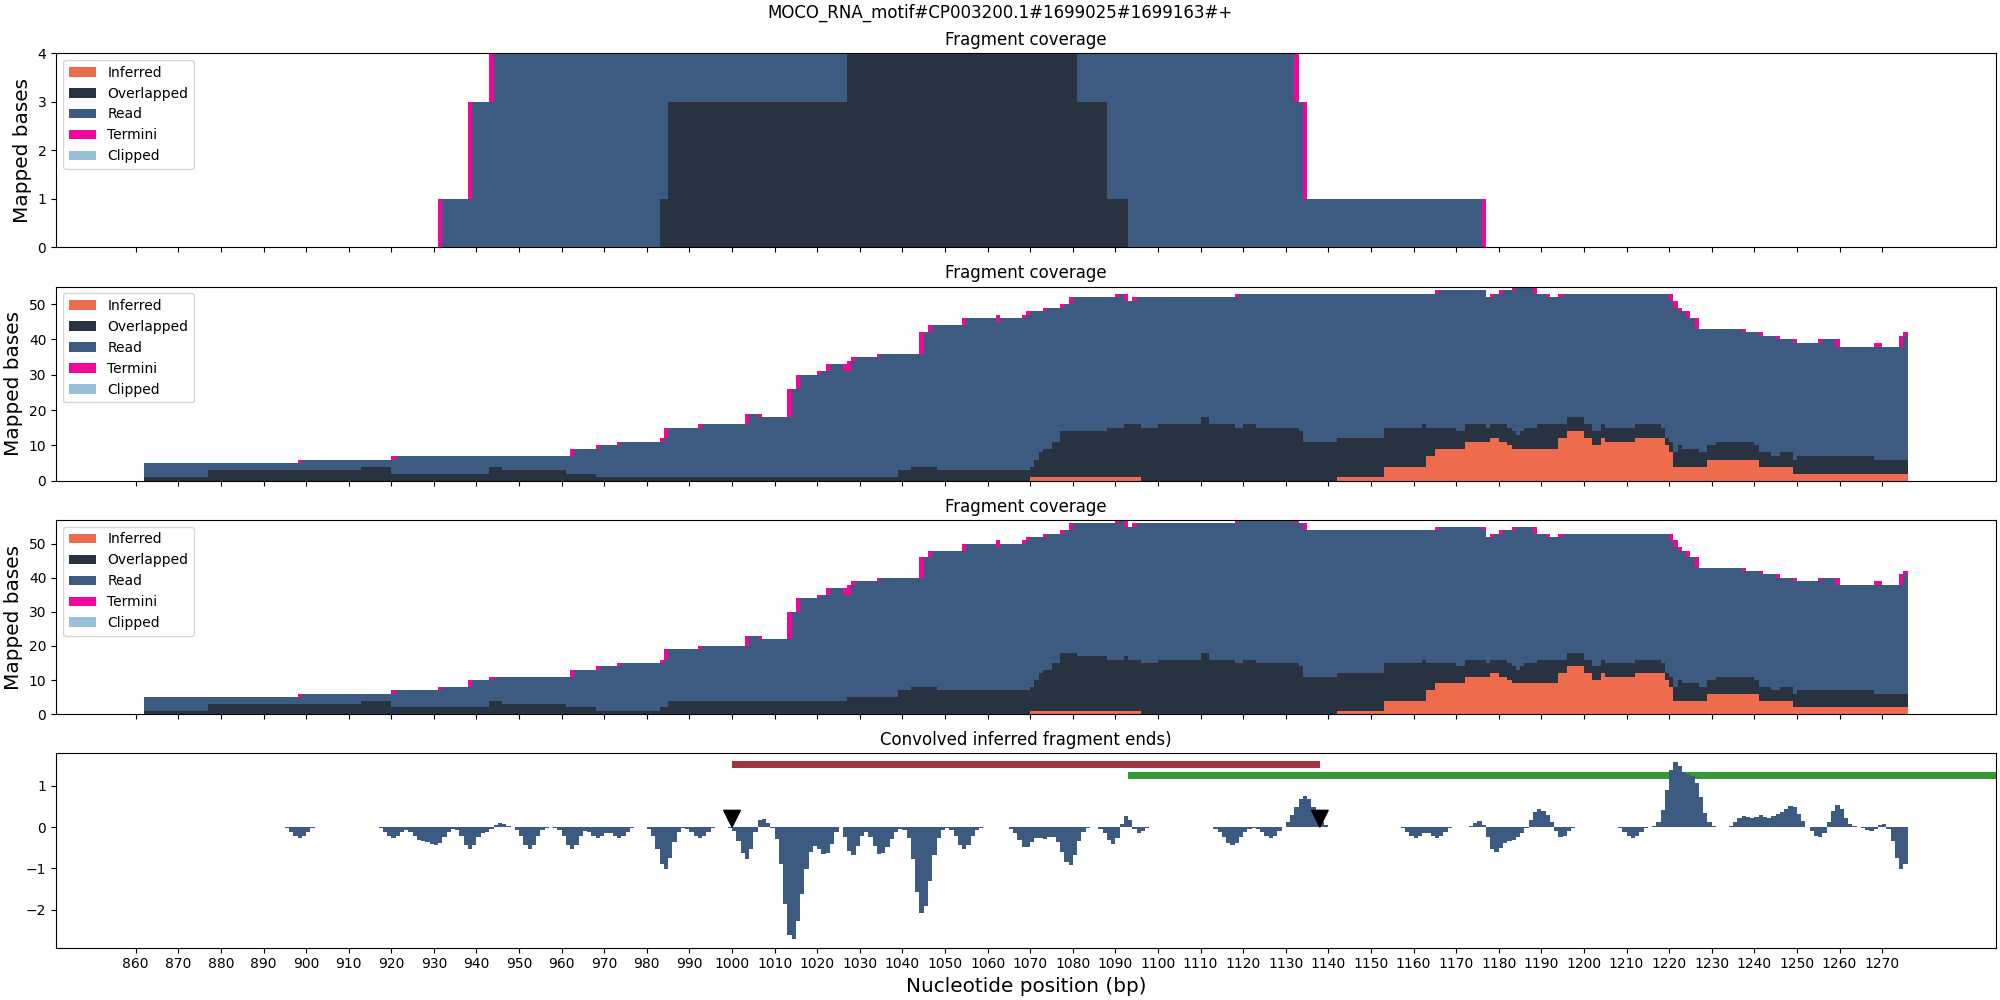 MOCO_RNA_motif#CP003200.1#1699025#1699163#+
Fragment coverage
Mapped bases
4
3
2
1
0
Inferred
Overlapped
Read
Termini
Clipped
Fragment coverage
Mapped bases
50
40
30
20
10
0
Inferred
Overlapped
Read
Termini
Clipped
Fragment coverage
Mapped bases
50
40
30
20
10
0
Inferred
Overlapped
Read
Termini
Clipped
Convolved inferred fragment ends)
1
0
−1
−2
860 870 880 890 900 910 920 930 940 950 960 970 980 990 1000 1010 1020 1030 1040 1050 1060 1070 1080 1090 1100 1110 1120 1130 1140 1150 1160 1170 1180 1190 1200 1210 1220 1230 1240 1250 1260 1270
Nucleotide position (bp)